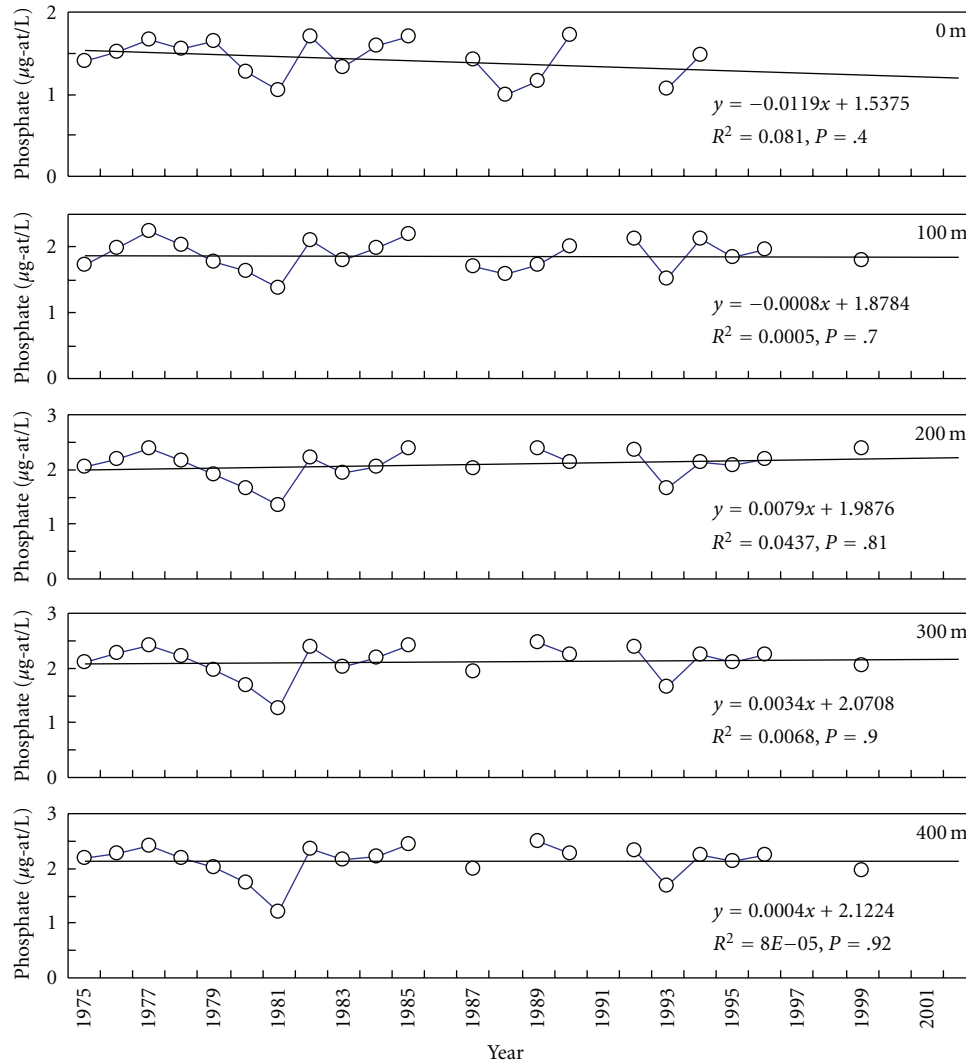 Phosphate (µg-at/L)
2
1
0
0 m
y = −0.0119x + 1.5375
R² = 0.081, P = .4
Phosphate (µg-at/L)
2
1
0
100 m
y = −0.0008x + 1.8784
R² = 0.0005, P = .7
Phosphate (µg-at/L)
3
2
1
0
200 m
y = 0.0079x + 1.9876
R² = 0.0437, P = .81
Phosphate (µg-at/L)
3
2
1
0
300 m
y = 0.0034x + 2.0708
R² = 0.0068, P = .9
Phosphate (µg-at/L)
3
2
1
0
400 m
y = 0.0004x + 2.1224
R² = 8E−05, P = .92
1975
1977
1979
1981
1983
1985
1987
1989
1991
1993
1995
1997
1999
2001
Year